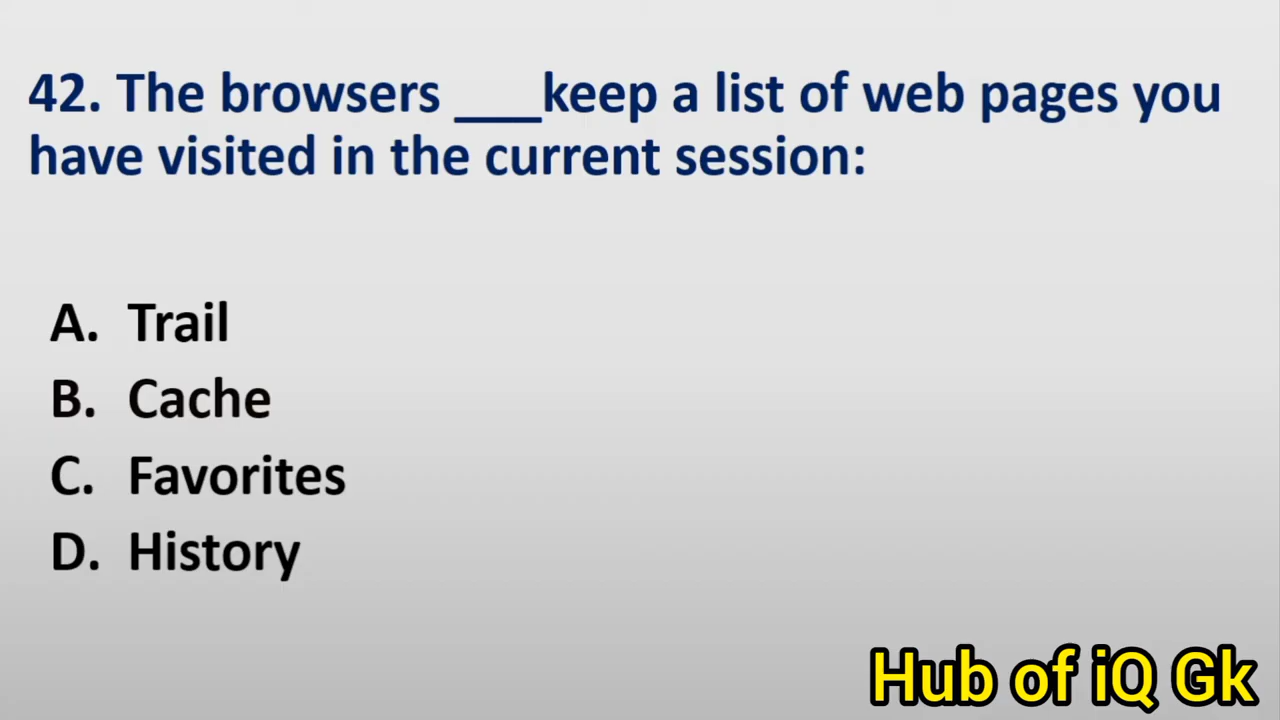 42. The browsers ___keep a list of web pages you
have visited in the current session:
A. Trail
B. Cache
C. Favorites
D. History
Hub of iQ Gk